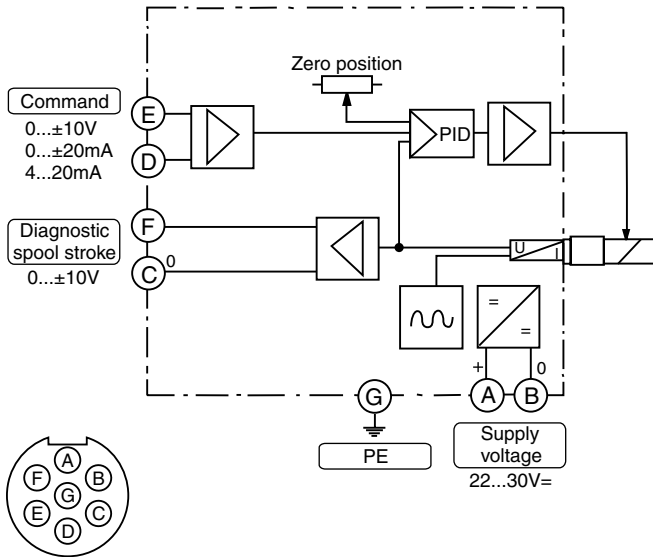 Zero position
Command
0...±10V
0...±20mA
4...20mA
E
D
PID
Diagnostic
spool stroke
0...±10V
F
C
0
U
I
=
=
+
0
G
A
B
PE
Supply
voltage
22...30V=
A
F
B
G
E
C
D